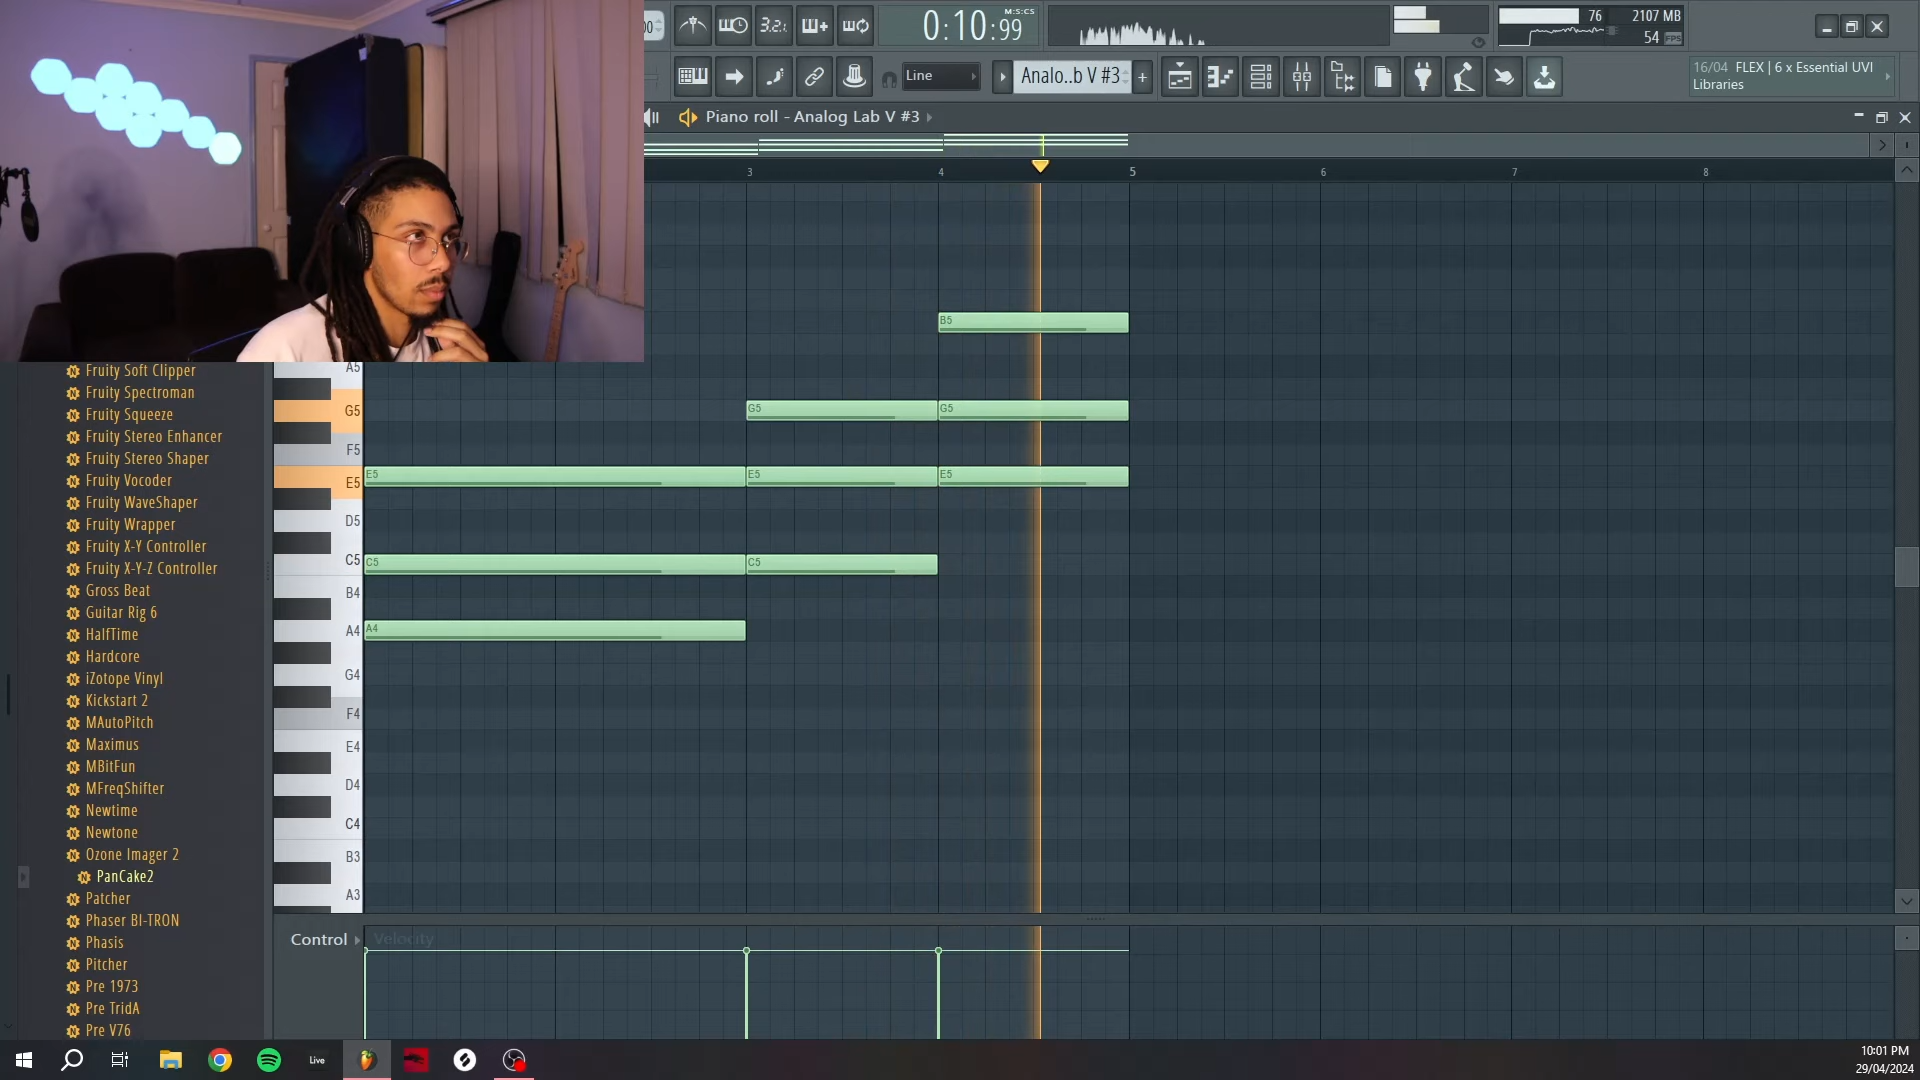 00
3.2.
0:10:99
M:S:CS
76
2107 MB
54
FPS
Line
Analo..b V #3
16/04 FLEX | 6 x Essential UVI
Libraries
Piano roll - Analog Lab V #3
3 4 5 6 7 8
B5
A5
G5
G5 G5
F5
E5
E5 E5 E5
D5
C5
C5 C5
B4
A4
A4
G4
F4
E4
D4
C4
B3
A3
Fruity Soft Clipper
Fruity Spectroman
Fruity Squeeze
Fruity Stereo Enhancer
Fruity Stereo Shaper
Fruity Vocoder
Fruity WaveShaper
Fruity Wrapper
Fruity X-Y Controller
Fruity X-Y-Z Controller
Gross Beat
Guitar Rig 6
HalfTime
Hardcore
iZotope Vinyl
Kickstart 2
MAutoPitch
Maximus
MBitFun
MFreqShifter
Newtime
Newtone
Ozone Imager 2
PanCake2
Patcher
Phaser BI-TRON
Phasis
Pitcher
Pre 1973
Pre TridA
Pre V76
Control
Velocity
Live
10:01 PM
29/04/2024